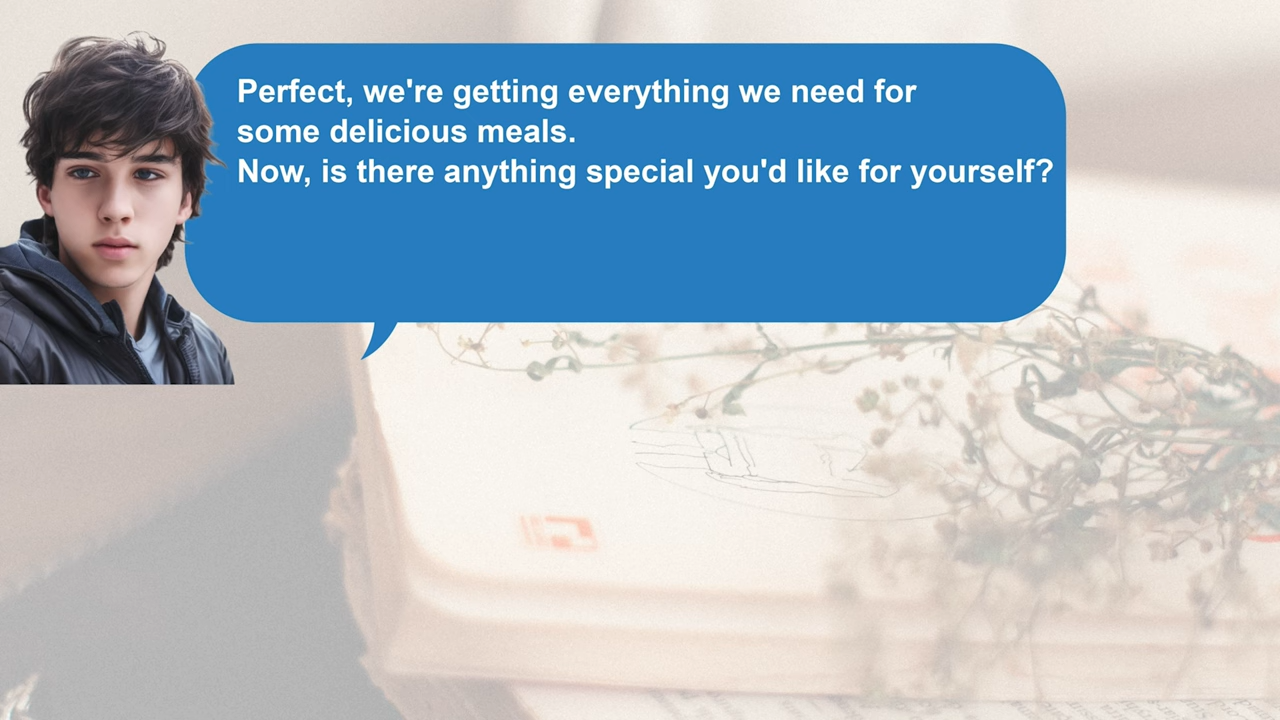 Perfect, we're getting everything we need for
some delicious meals.
Now, is there anything special you'd like for yourself?